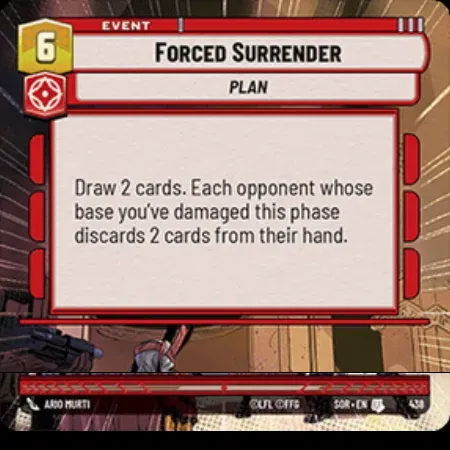 EVENT
6
FORCED SURRENDER
PLAN
Draw 2 cards. Each opponent whose
base you've damaged this phase
discards 2 cards from their hand.
ARIO MURTI
©LFL ©FFG
SOR • EN
438